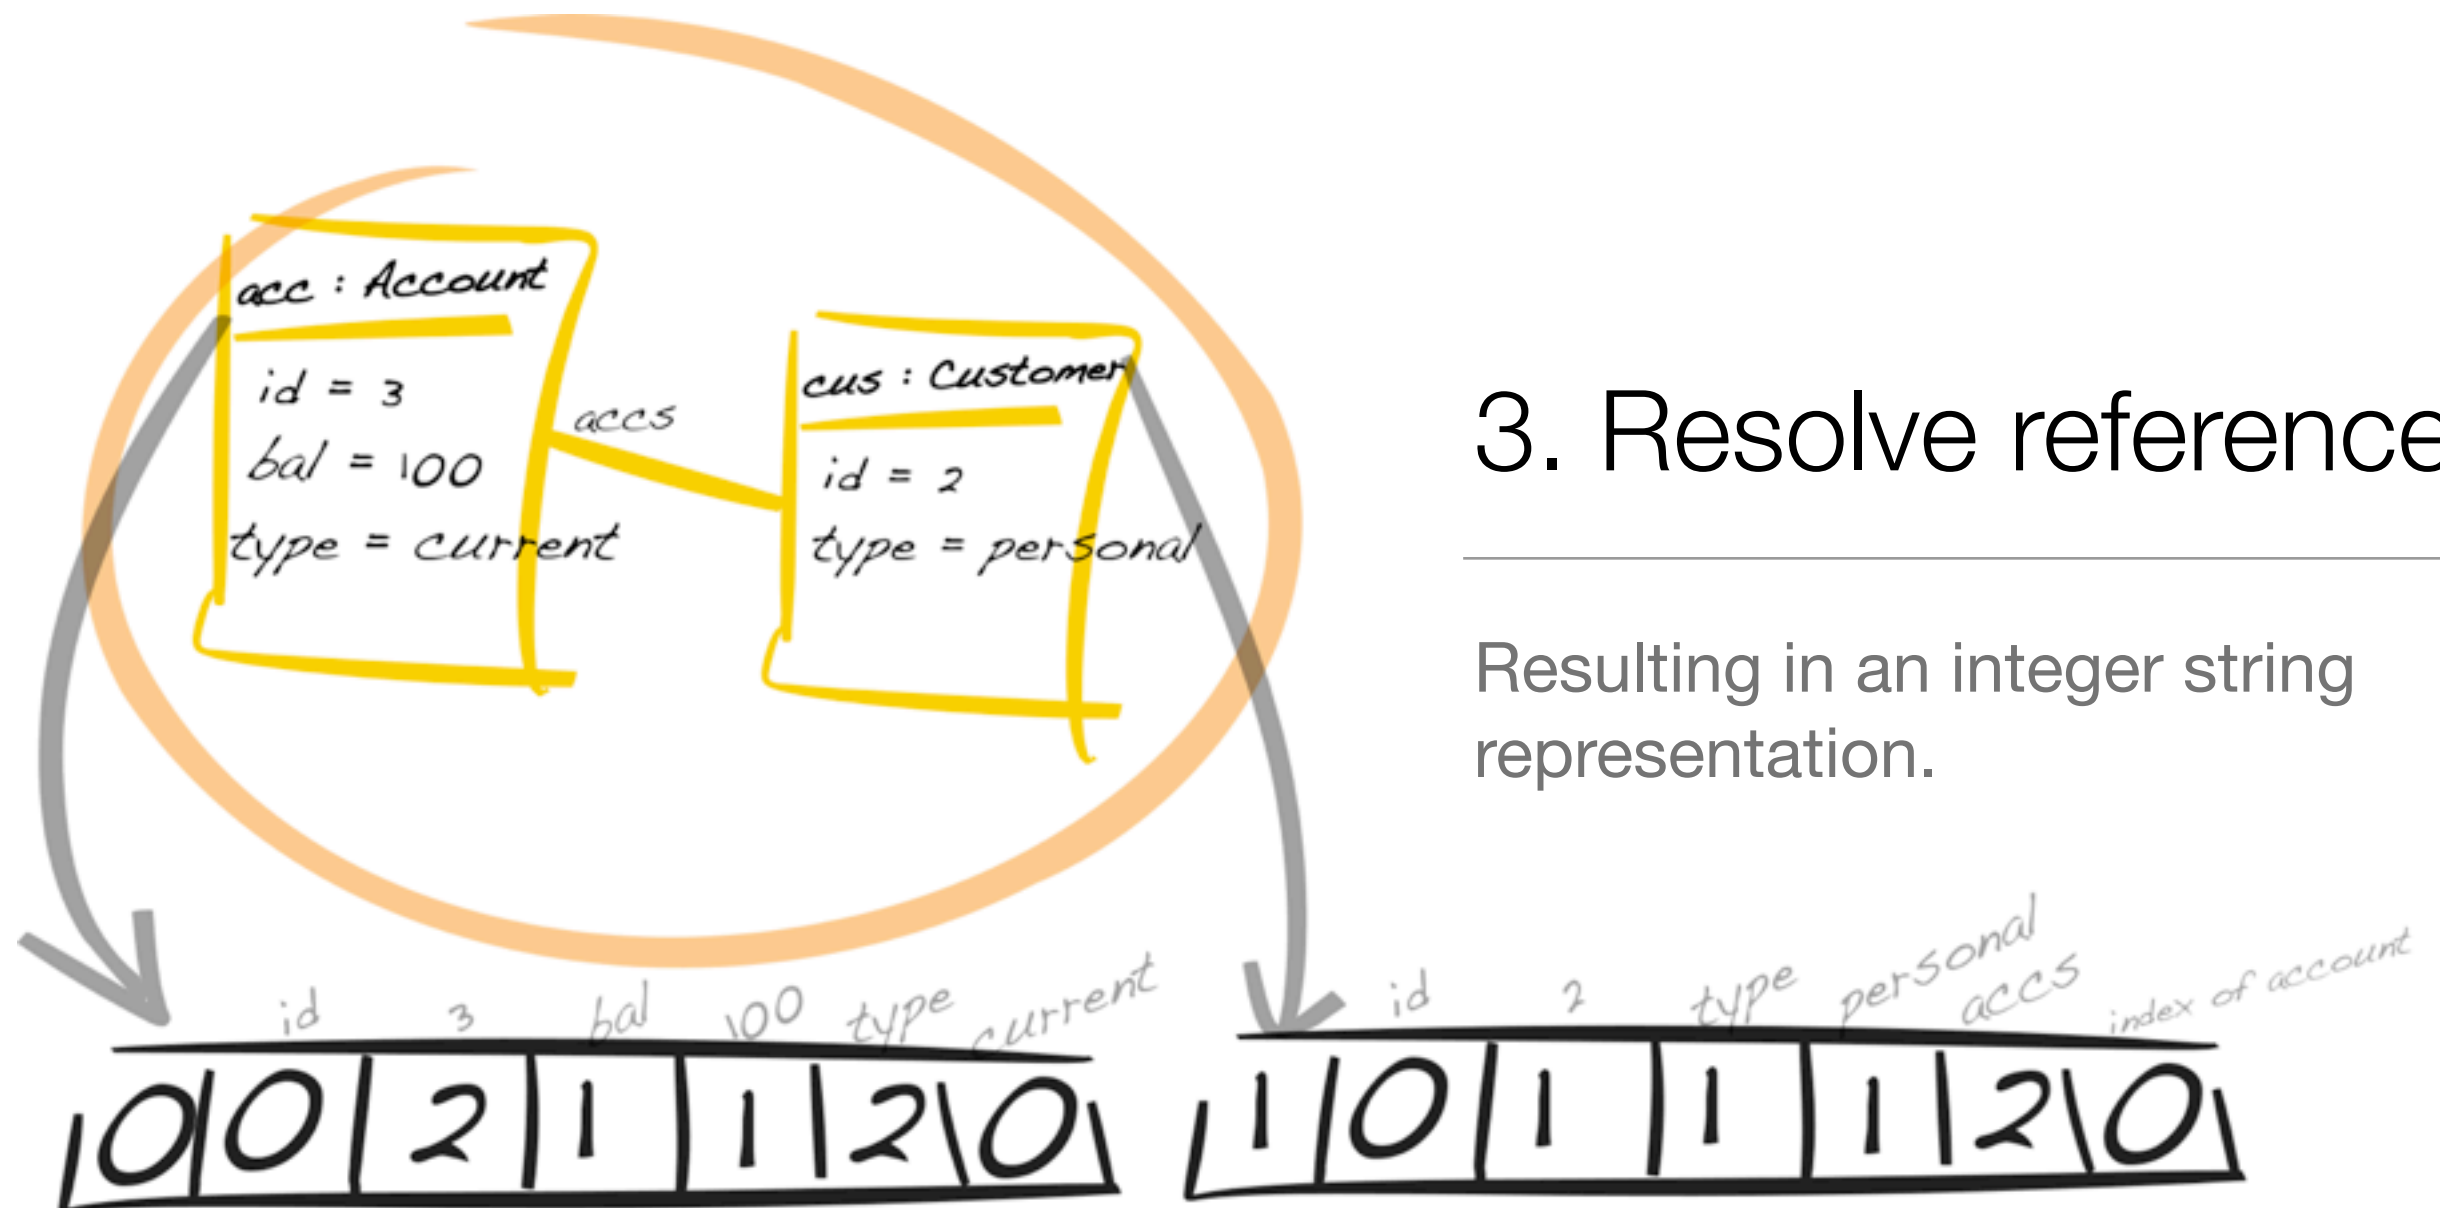 acc : Account
id = 3
bal = 100
type = current
accs
cus : Customer
id = 2
type = personal
3. Resolve reference
Resulting in an integer string
representation.
id 3 bal 100 type current
0 0 2 1 1 2 0
id 2 type personal accs index of account
1 0 1 1 1 2 0